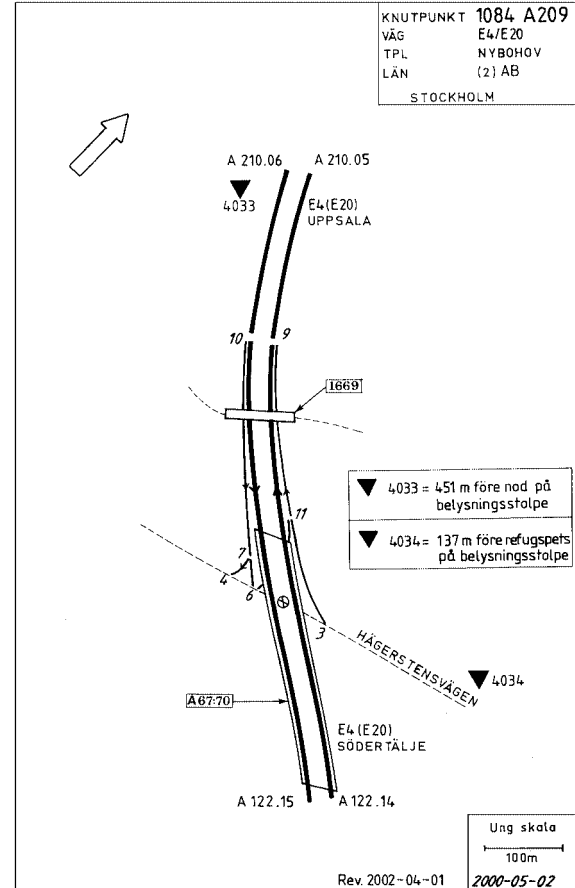 KNUTPUNKT 1084 A209
VÄG E4/E20
TPL NYBOHOV
LÄN (2) AB
STOCKHOLM
A 210.06 A 210.05
4033
E4(E20)
UPPSALA
10 9
1669
4033 = 451 m före nod på
belysningsstolpe
4034 = 137 m före refugspets
på belysningsstolpe
11
7
4
6
3
HÄGERSTENSVÄGEN
4034
A67:70
E4 (E20)
SÖDERTÄLJE
A 122.15 A 122.14
Ung skala
100m
Rev. 2002-04-01 2000-05-02